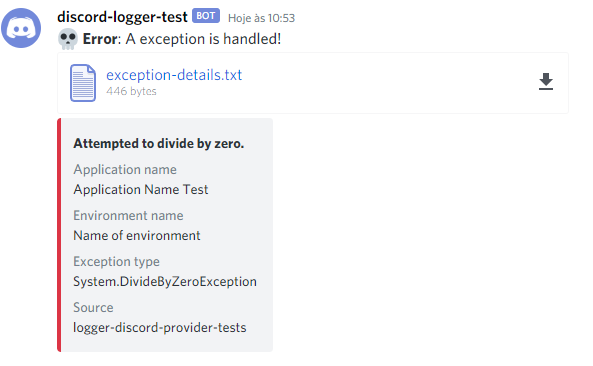 discord-logger-test BOT Hoje às 10:53
Error: A exception is handled!
exception-details.txt
446 bytes
Attempted to divide by zero.
Application name
Application Name Test
Environment name
Name of environment
Exception type
System.DivideByZeroException
Source
logger-discord-provider-tests